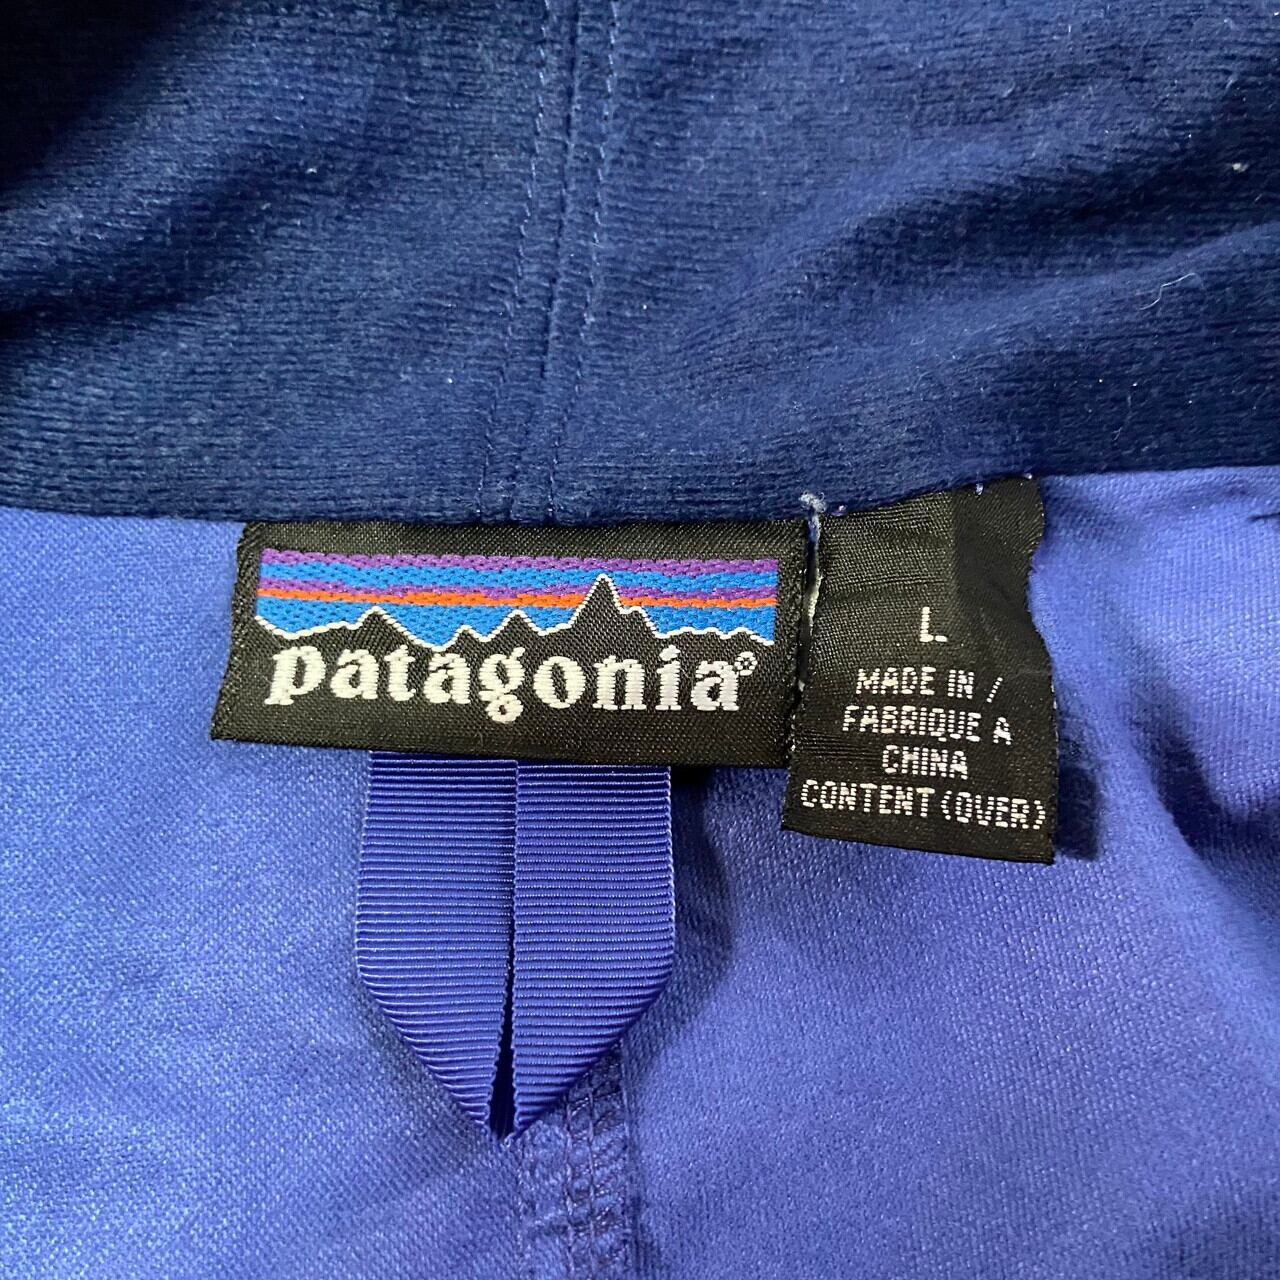 patagonia®
L
MADE IN /
FABRIQUE A
CHINA
CONTENT (OVER)